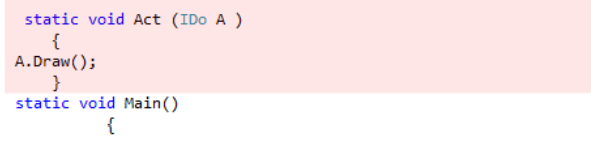 static void Act (IDo A )
{
A.Draw();
}
static void Main()
{